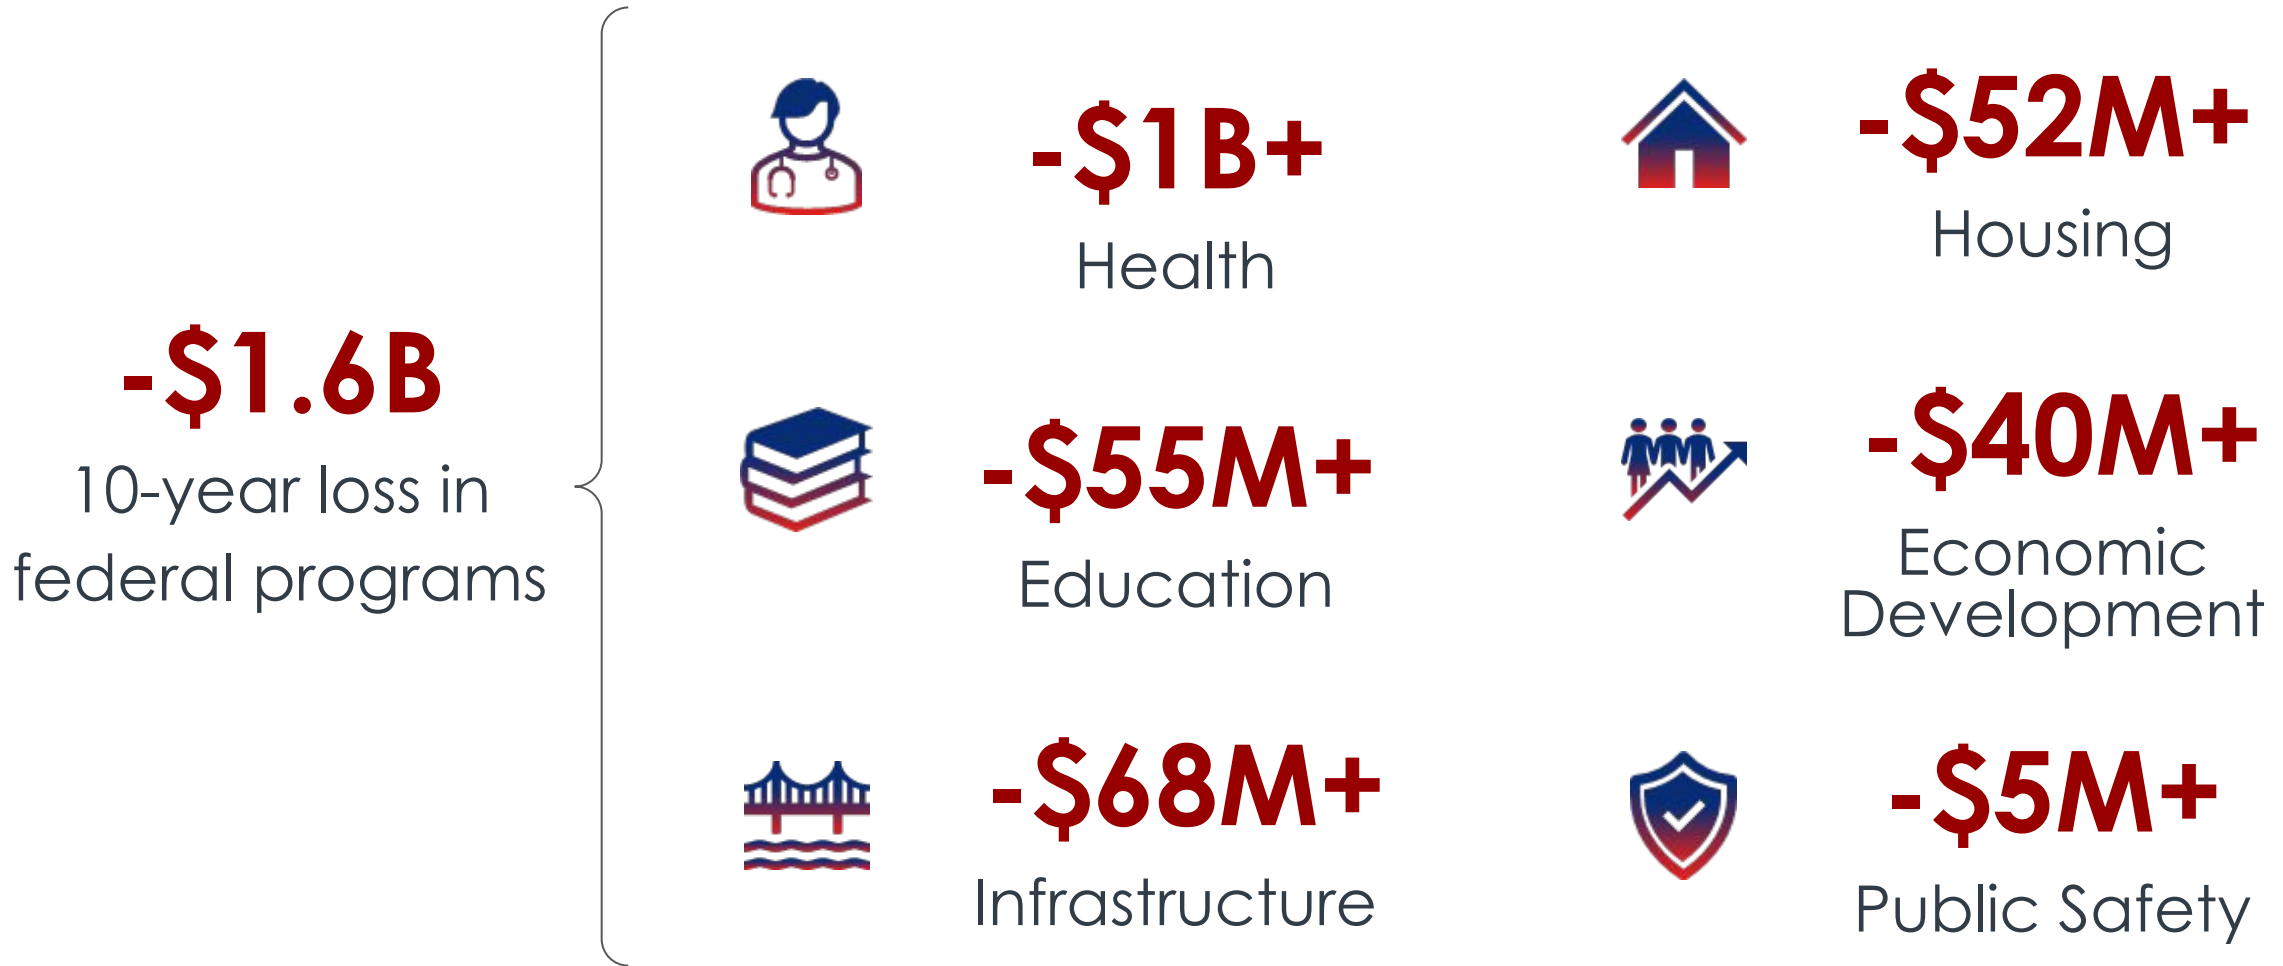 -$1.6B
10-year loss in
federal programs
-$1B+
Health
-$55M+
Education
-$68M+
Infrastructure
-$52M+
Housing
-$40M+
Economic
Development
-$5M+
Public Safety